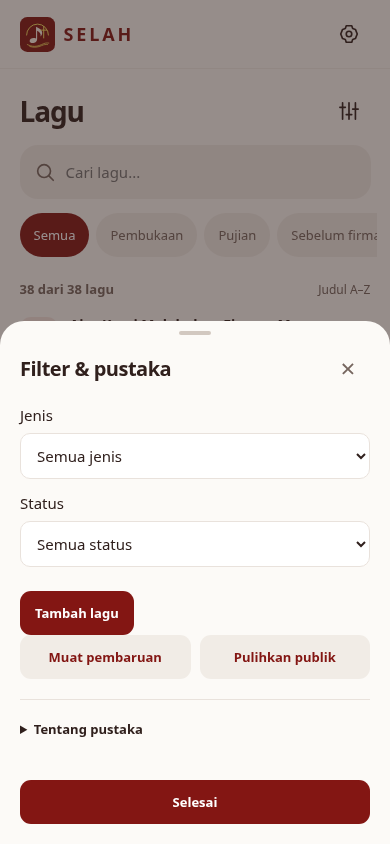 SELAH
Lagu
Cari lagu...
Semua
Pembukaan
Pujian
Sebelum firma
38 dari 38 lagu
Judul A–Z
Filter & pustaka
Jenis
Semua jenis
Status
Semua status
Tambah lagu
Muat pembaruan
Pulihkan publik
Tentang pustaka
Selesai